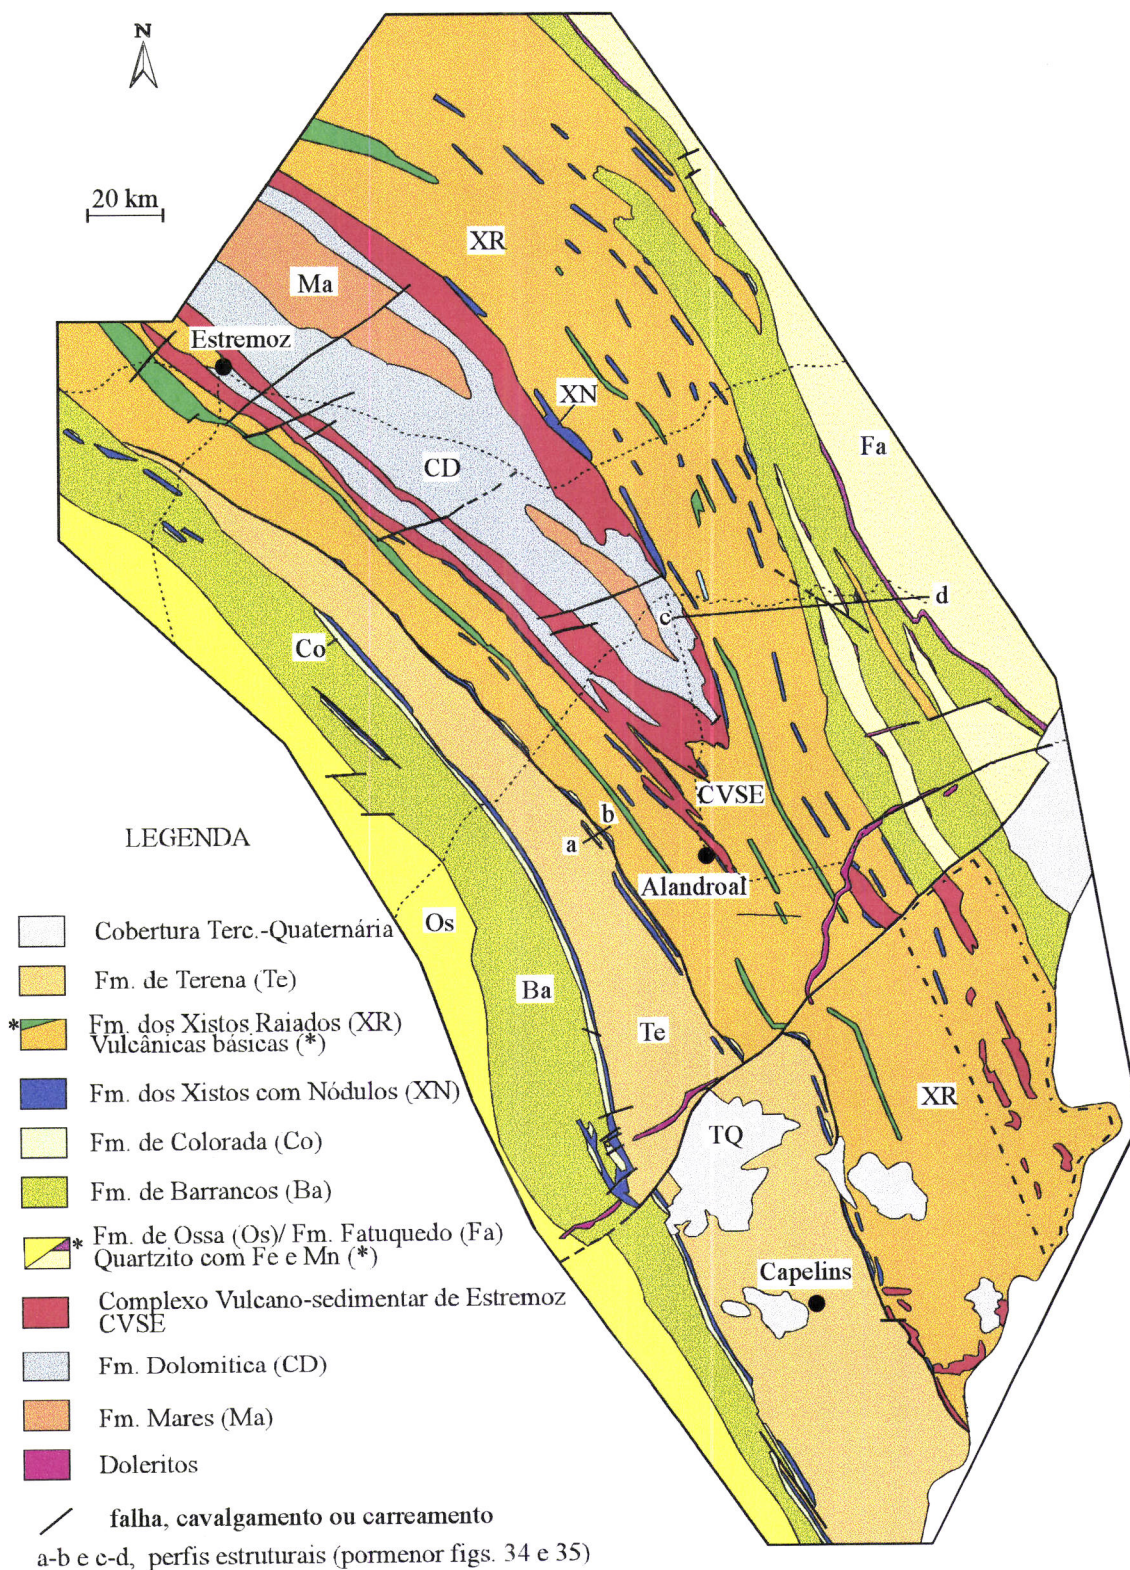 N
20 km
XR
Ma
Estremoz
XN
Fa
CD
d
c
Co
CVSE
b
a
LEGENDA
Alandroal
Os
Cobertura Terc.-Quaternária
Fm. de Terena (Te)
Ba
* Fm. dos Xistos Raiados (XR)
Vulcânicas básicas (*)
Te
Fm. dos Xistos com Nódulos (XN)
XR
TQ
Fm. de Colorada (Co)
Fm. de Barrancos (Ba)
* Fm. de Ossa (Os)/ Fm. Fatuquedo (Fa)
Quartzito com Fe e Mn (*)
Capelins
Complexo Vulcano-sedimentar de Estremoz
CVSE
Fm. Dolomitica (CD)
Fm. Mares (Ma)
Doleritos
falha, cavalgamento ou carreamento
a-b e c-d, perfis estruturais (pormenor figs. 34 e 35)